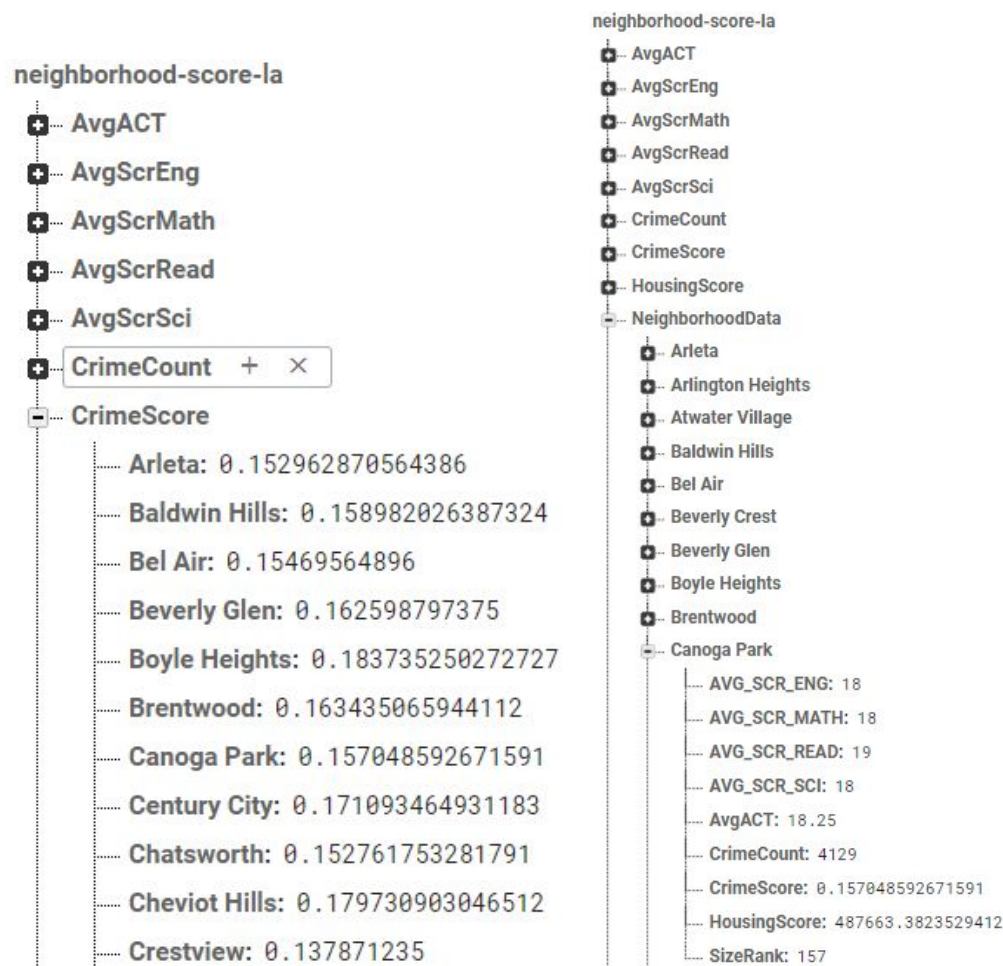 neighborhood-score-la
AvgACT
AvgScrEng
AvgScrMath
AvgScrRead
AvgScrSci
CrimeCount + ×
CrimeScore
Arleta: 0.152962870564386
Baldwin Hills: 0.158982026387324
Bel Air: 0.15469564896
Beverly Glen: 0.162598797375
Boyle Heights: 0.183735250272727
Brentwood: 0.163435065944112
Canoga Park: 0.157048592671591
Century City: 0.171093464931183
Chatsworth: 0.152761753281791
Cheviot Hills: 0.179730903046512
Crestview: 0.137871235
neighborhood-score-la
AvgACT
AvgScrEng
AvgScrMath
AvgScrRead
AvgScrSci
CrimeCount
CrimeScore
HousingScore
NeighborhoodData
Arleta
Arlington Heights
Atwater Village
Baldwin Hills
Bel Air
Beverly Crest
Beverly Glen
Boyle Heights
Brentwood
Canoga Park
AVG_SCR_ENG: 18
AVG_SCR_MATH: 18
AVG_SCR_READ: 19
AVG_SCR_SCI: 18
AvgACT: 18.25
CrimeCount: 4129
CrimeScore: 0.157048592671591
HousingScore: 487663.3823529412
SizeRank: 157